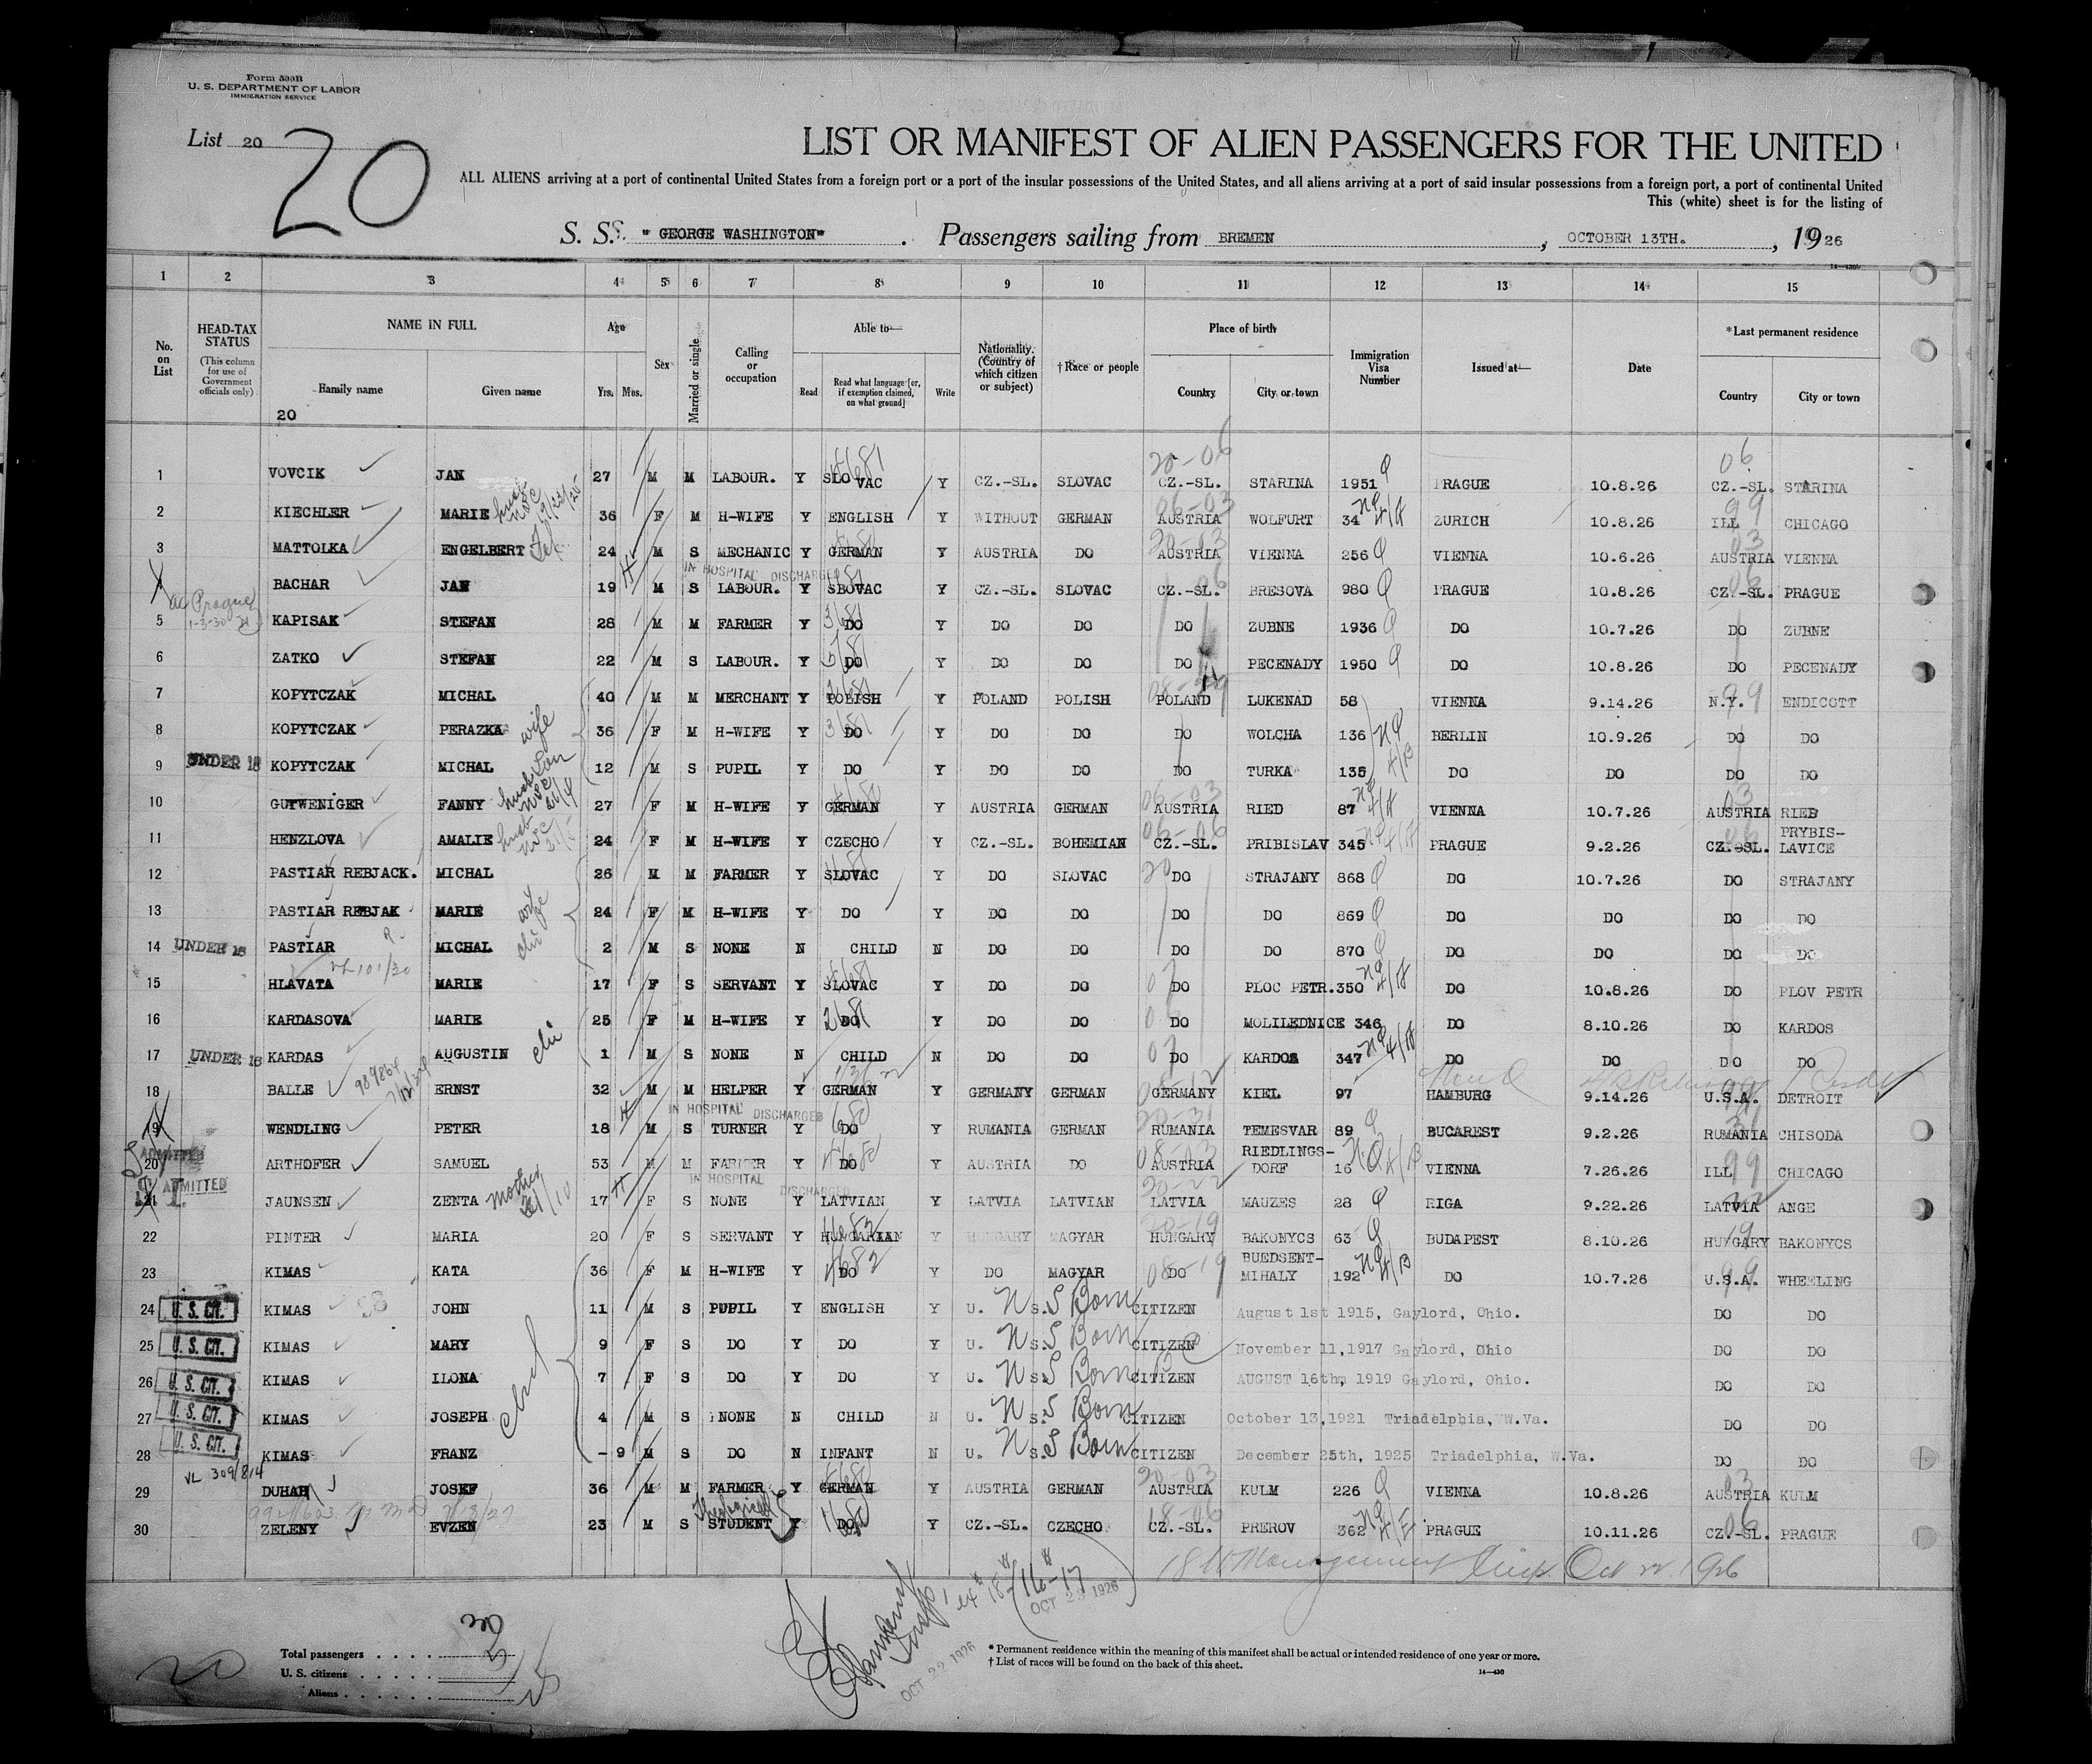 Form 500B
U. S. DEPARTMENT OF LABOR
IMMIGRATION SERVICE
List 20
20
LIST OR MANIFEST OF ALIEN PASSENGERS FOR THE UNITED
ALL ALIENS arriving at a port of continental United States from a foreign port or a port of the insular possessions of the United States, and all aliens arriving at a port of said insular possessions from a foreign port, a port of continental United
This (white) sheet is for the listing of
S. S. " GEORGE WASHINGTON" . Passengers sailing from BREMEN , OCTOBER 13TH. , 1926
1 2 3 4 5 6 7 8 9 10 11 12 13 14 15
No. on List
HEAD-TAX STATUS (This column for use of Government officials only)
NAME IN FULL Family name Given name
20
Age Yrs. Mos.
Sex
Married or single
Calling or occupation
Able to— Read Read what language [or, if exemption claimed, on what ground] Write
Nationality. (Country of which citizen or subject)
†Race or people
Place of birth Country City or town
Immigration Visa Number
Issued at—
Date
*Last permanent residence Country City or town
1 VOVCIK JAN 27 M M LABOUR. Y SLOVAC Y CZ.-SL. SLOVAC CZ.-SL. STARINA 1951 PRAGUE 10.8.26 CZ.-SL. STARINA
2 KIECHLER MARIE 36 F M H-WIFE Y ENGLISH Y WITHOUT GERMAN AUSTRIA WOLFURT 34 ZURICH 10.8.26 ILL CHICAGO
3 MATTOLKA ENGELBERT 24 M S MECHANIC Y GERMAN Y AUSTRIA DO AUSTRIA VIENNA 256 VIENNA 10.6.26 AUSTRIA VIENNA
IN HOSPITAL DISCHARGED
BACHAR JAN 19 M S LABOUR. Y SBOVAC Y CZ.-SL. SLOVAC CZ.-SL. BRESOVA 980 PRAGUE 10.8.26 CZ.-SL. PRAGUE
5 KAPISAK STEFAN 28 M M FARMER Y DO Y DO DO DO ZUBNE 1936 DO 10.7.26 DO ZUBNE
6 ZATKO STEFAN 22 M S LABOUR. Y DO Y DO DO DO PECENADY 1950 DO 10.8.26 DO PECENADY
7 KOPYTCZAK MICHAL 40 M M MERCHANT Y POLISH Y POLAND POLISH POLAND LUKENAD 58 VIENNA 9.14.26 N.Y. ENDICOTT
8 KOPYTCZAK PERAZKA wife 36 F M H-WIFE Y DO Y DO DO DO WOLCHA 136 BERLIN 10.9.26 DO DO
9 UNDER 16 KOPYTCZAK MICHAL son 12 M S PUPIL Y DO Y DO DO DO TURKA 135 DO DO DO DO
10 GUTWENIGER FANNY 27 F M H-WIFE Y GERMAN Y AUSTRIA GERMAN AUSTRIA RIED 87 VIENNA 10.7.26 AUSTRIA RIED
11 HENZLOVA AMALIE 24 F M H-WIFE Y CZECHO Y CZ.-SL. BOHEMIAN CZ.-SL. PRIBISLAV 345 PRAGUE 9.2.26 CZ.-SL. PRYBIS-LAVICE
12 PASTIAR REBJACK. MICHAL 26 M M FARMER Y SLOVAC Y DO SLOVAC DO STRAJANY 868 DO 10.7.26 DO STRAJANY
13 PASTIAR REBJAK MARIE wife 24 F M H-WIFE Y DO Y DO DO DO DO 869 DO DO DO DO
14 UNDER 16 PASTIAR R. MICHAL 2 M S NONE N CHILD N DO DO DO DO 870 DO DO DO DO
15 HLAVATA MARIE 17 F S SERVANT Y SLOVAC Y DO DO DO PLOC PETR. 350 DO 10.8.26 DO PLOV PETR
16 KARDASOVA MARIE 25 F M H-WIFE Y DO Y DO DO DO MOLILEDNICE 346 DO 8.10.26 DO KARDOS
17 UNDER 16 KARDAS AUGUSTIN 1 M S NONE N CHILD N DO DO DO KARDOS 347 DO DO DO DO
18 BALLE ERNST 32 M M HELPER Y GERMAN Y GERMANY GERMAN GERMANY KIEL 97 HAMBURG 9.14.26 U.S.A. DETROIT
IN HOSPITAL DISCHARGED
19 WENDLING PETER 18 M S TURNER Y DO Y RUMANIA GERMAN RUMANIA TEMESVAR 89 BUCAREST 9.2.26 RUMANIA CHISODA
ADMITTED
20 ARTHOFER SAMUEL 53 M M FARMER Y DO Y AUSTRIA DO AUSTRIA RIEDLINGS-DORF 16 VIENNA 7.26.26 ILL CHICAGO
IN HOSPITAL DISCHARGED
ADMITTED
21 JAUNSEN ZENTA mother 17 F S NONE Y LATVIAN Y LATVIA LATVIAN LATVIA MAUZES 28 RIGA 9.22.26 LATVIA ANGE
22 PINTER MARIA 20 F S SERVANT Y HUNGARIAN Y HUNGARY MAGYAR HUNGARY BAKONYCS 63 BUDAPEST 8.10.26 HUNGARY BAKONYCS
23 KIMAS KATA 36 F M H-WIFE Y DO Y DO MAGYAR DO BUEDSENT-MIHALY 192 DO 10.7.26 U.S.A. WHEELING
24 U. S. CIT. KIMAS JOHN 11 M S PUPIL Y ENGLISH Y U. S. CITIZEN August 1st 1915, Gaylord, Ohio. DO DO
25 U. S. CIT. KIMAS MARY 9 F S DO Y DO Y U. S. CITIZEN November 11,1917 Gaylord, Ohio DO DO
26 U. S. CIT. KIMAS ILONA 7 F S DO Y DO Y U. S. CITIZEN AUGUST 16thm 1919 Gaylord, Ohio. DO DO
27 U. S. CIT. KIMAS JOSEPH 4 M S NONE N CHILD N U. S. CITIZEN October 13,1921 Triadelphia, W.Va. DO DO
28 U. S. CIT. KIMAS FRANZ - 9 M S DO N INFANT N U. S. CITIZEN December 25th, 1925 Triadelphia, W.Va. DO DO
VL 309/814
29 DUHAN JOSEF 36 M M FARMER Y GERMAN Y AUSTRIA GERMAN AUSTRIA KULM 226 VIENNA 10.8.26 AUSTRIA KULM
30 ZELENY EVZEN 23 M S Theological STUDENT Y DO Y CZ.-SL. CZECHO CZ.-SL. PREROV 362 PRAGUE 10.11.26 CZ.-SL. PRAGUE
16-17
OCT 23 1926
OCT 22 1926
Total passengers
U. S. citizens
Aliens
20
* Permanent residence within the meaning of this manifest shall be actual or intended residence of one year or more.
† List of races will be found on the back of this sheet.
14—430